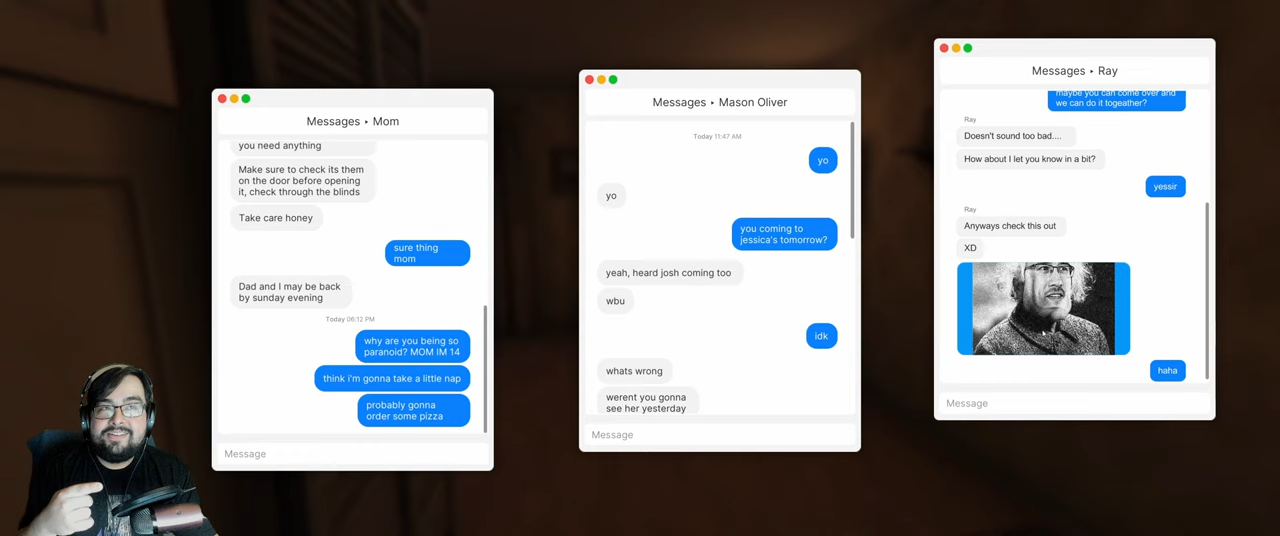 Messages ‣ Mom
you need anything
Make sure to check its them
on the door before opening
it, check through the blinds
Take care honey
sure thing
mom
Dad and I may be back
by sunday evening
Today 06:12 PM
why are you being so
paranoid? MOM IM 14
think i'm gonna take a little nap
probably gonna
order some pizza
Message
Messages ‣ Mason Oliver
Today 11:47 AM
yo
yo
you coming to
jessica's tomorrow?
yeah, heard josh coming too
wbu
idk
whats wrong
werent you gonna
see her yesterday
Message
Messages ‣ Ray
maybe you can come over and
we can do it togeather?
Ray
Doesn't sound too bad....
How about I let you know in a bit?
yessir
Ray
Anyways check this out
XD
haha
Message